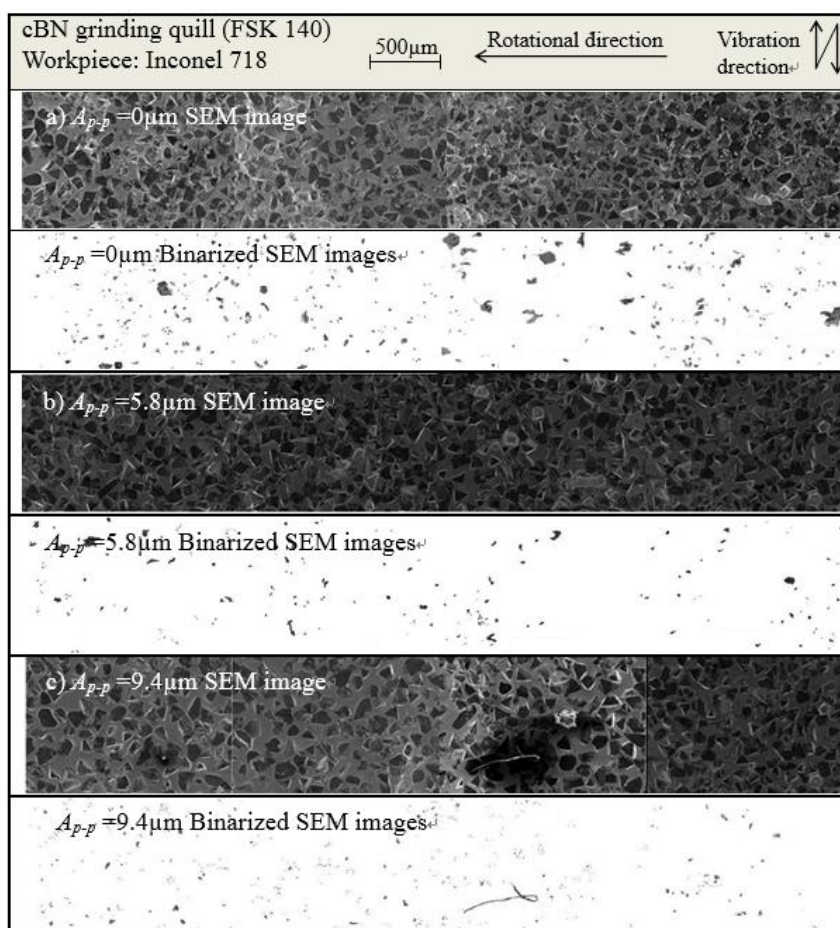 cBN grinding quill (FSK 140)
Workpiece: Inconel 718
500μm
Rotational direction
Vibration
drection↵
a) Ap-p =0μm SEM image
Ap-p =0μm Binarized SEM images↵
b) Ap-p =5.8μm SEM image↵
Ap-p =5.8μm Binarized SEM images↵
c) Ap-p =9.4μm SEM image
Ap-p =9.4μm Binarized SEM images↵